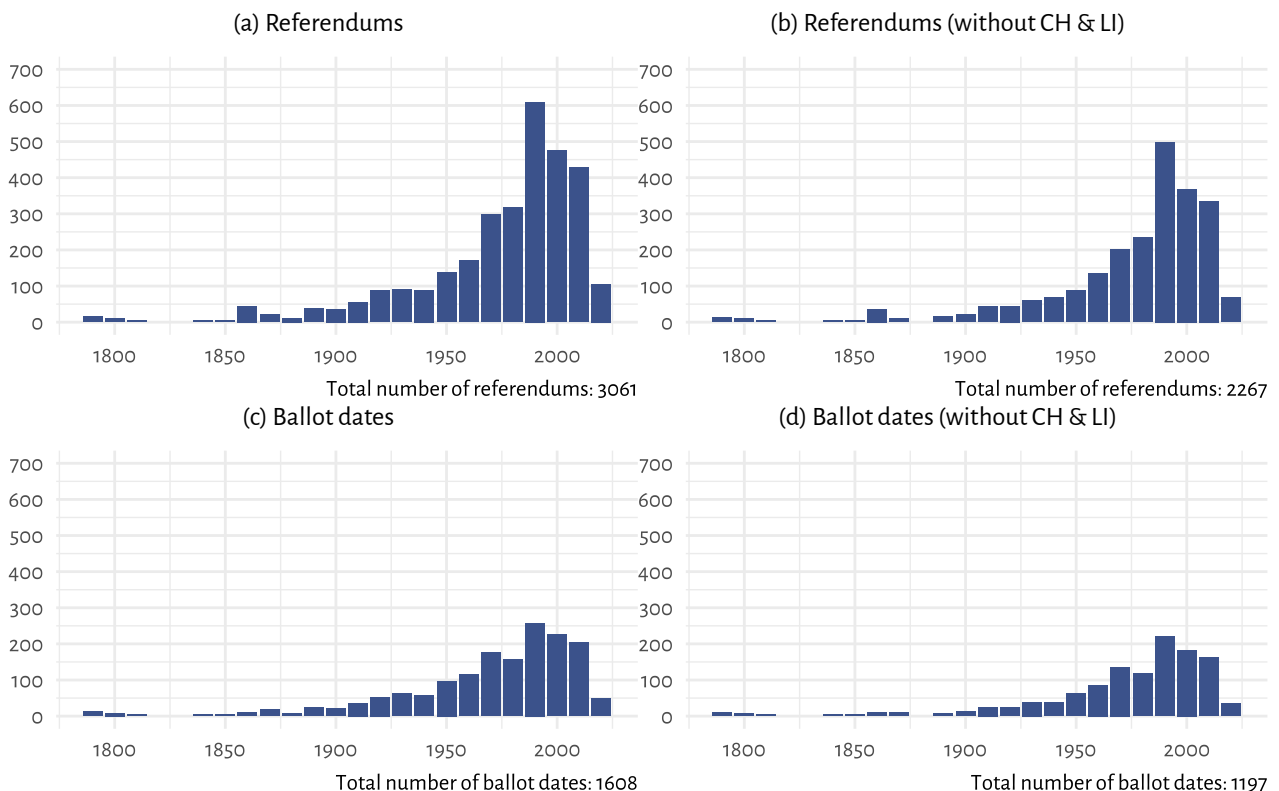 (a) Referendums
700
600
500
400
300
200
100
0
1800 1850 1900 1950 2000
Total number of referendums: 3061
(b) Referendums (without CH & LI)
700
600
500
400
300
200
100
0
1800 1850 1900 1950 2000
Total number of referendums: 2267
(c) Ballot dates
700
600
500
400
300
200
100
0
1800 1850 1900 1950 2000
Total number of ballot dates: 1608
(d) Ballot dates (without CH & LI)
700
600
500
400
300
200
100
0
1800 1850 1900 1950 2000
Total number of ballot dates: 1197